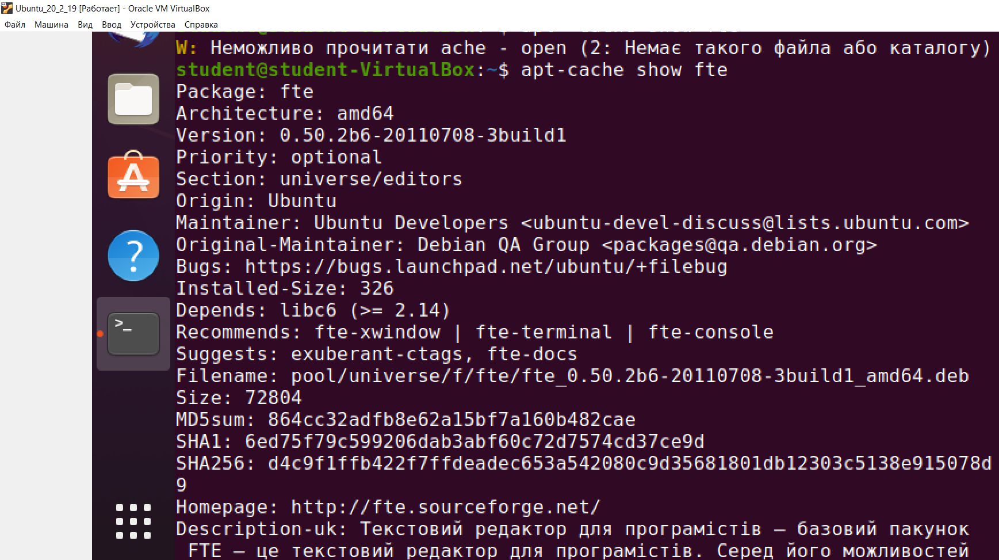 Ubuntu_20_2_19 [Работает] - Oracle VM VirtualBox
Файл Машина Вид Ввод Устройства Справка
W: Неможливо прочитати ache - open (2: Немає такого файла або каталогу)
student@student-VirtualBox:~$ apt-cache show fte
Package: fte
Architecture: amd64
Version: 0.50.2b6-20110708-3build1
Priority: optional
Section: universe/editors
Origin: Ubuntu
Maintainer: Ubuntu Developers <ubuntu-devel-discuss@lists.ubuntu.com>
Original-Maintainer: Debian QA Group <packages@qa.debian.org>
Bugs: https://bugs.launchpad.net/ubuntu/+filebug
Installed-Size: 326
Depends: libc6 (>= 2.14)
Recommends: fte-xwindow | fte-terminal | fte-console
Suggests: exuberant-ctags, fte-docs
Filename: pool/universe/f/fte/fte_0.50.2b6-20110708-3build1_amd64.deb
Size: 72804
MD5sum: 864cc32adfb8e62a15bf7a160b482cae
SHA1: 6ed75f79c599206dab3abf60c72d7574cd37ce9d
SHA256: d4c9f1ffb422f7ffdeadec653a542080c9d35681801db12303c5138e915078d
9
Homepage: http://fte.sourceforge.net/
Description-uk: Текстовий редактор для програмістів — базовий пакунок
FTE — це текстовий редактор для програмістів. Серед його можливостей